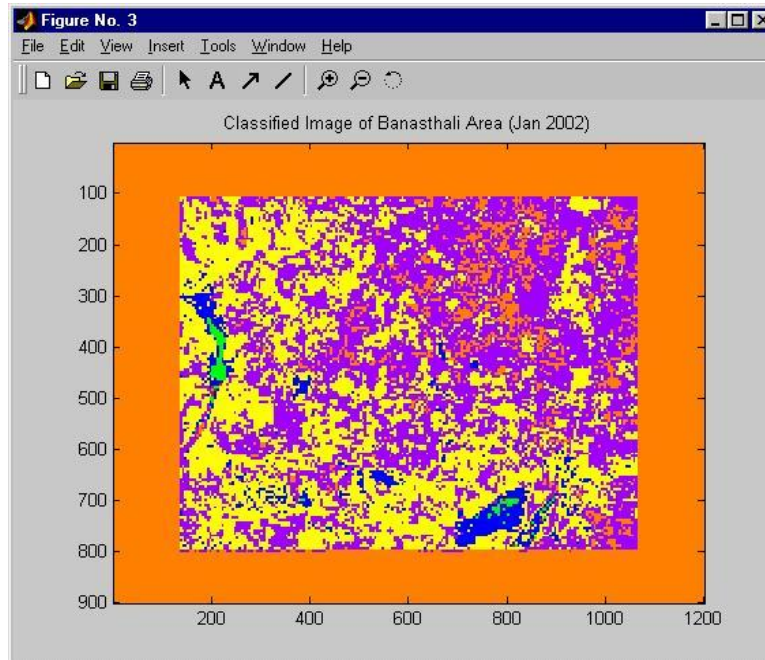 Figure No. 3
File Edit View Insert Tools Window Help
A
Classified Image of Banasthali Area (Jan 2002)
100
200
300
400
500
600
700
800
900
200 400 600 800 1000 1200